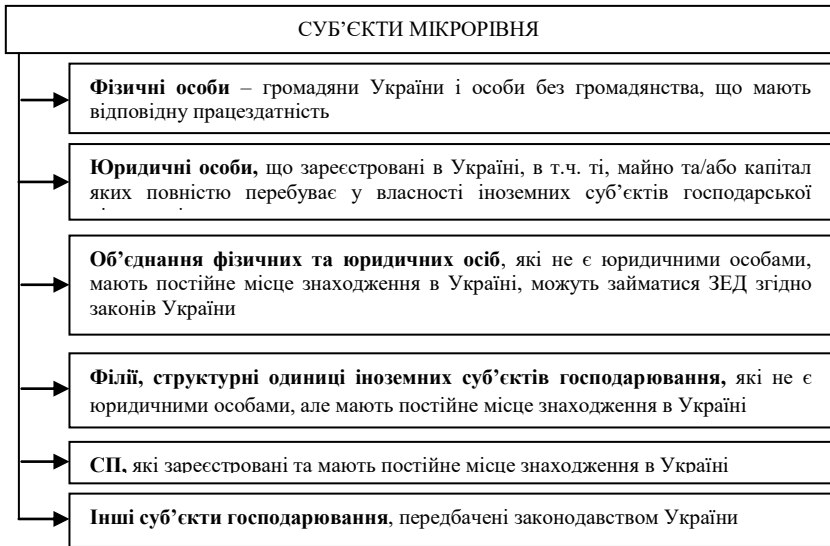 СУБ’ЄКТИ МІКРОРІВНЯ
Фізичні особи – громадяни України і особи без громадянства, що мають
відповідну працездатність
Юридичні особи, що зареєстровані в Україні, в т.ч. ті, майно та/або капітал
яких повністю перебуває у власності іноземних суб’єктів господарської
Об’єднання фізичних та юридичних осіб, які не є юридичними особами,
мають постійне місце знаходження в Україні, можуть займатися ЗЕД згідно
законів України
Філії, структурні одиниці іноземних суб’єктів господарювання, які не є
юридичними особами, але мають постійне місце знаходження в Україні
СП, які зареєстровані та мають постійне місце знаходження в Україні
Інші суб’єкти господарювання, передбачені законодавством України